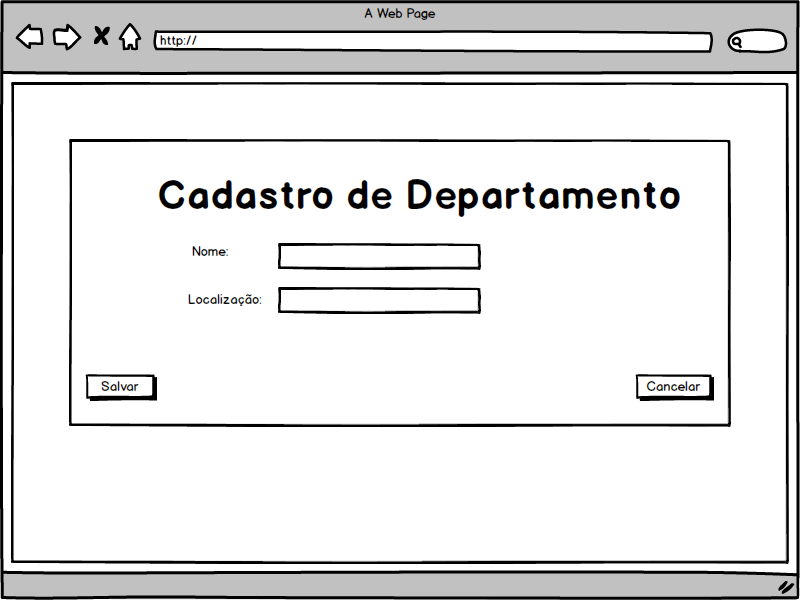 A Web Page
http://
Cadastro de Departamento
Nome:
Localização:
Salvar
Cancelar